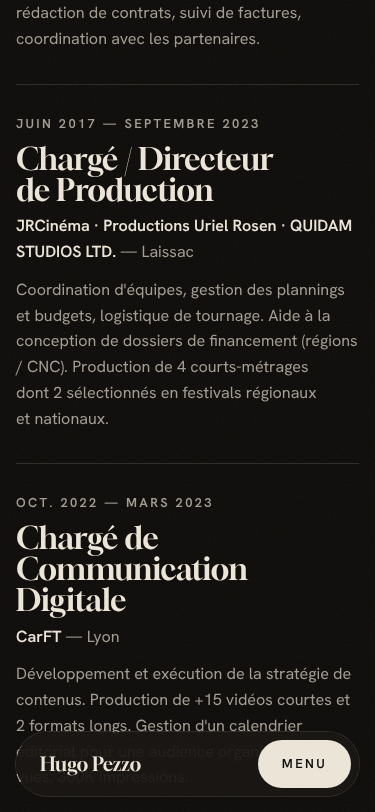 rédaction de contrats, suivi de factures,
coordination avec les partenaires.
JUIN 2017 — SEPTEMBRE 2023
Chargé / Directeur
de Production
JRCinéma · Productions Uriel Rosen · QUIDAM
STUDIOS LTD. — Laissac
Coordination d'équipes, gestion des plannings
et budgets, logistique de tournage. Aide à la
conception de dossiers de financement (régions
/ CNC). Production de 4 courts-métrages
dont 2 sélectionnés en festivals régionaux
et nationaux.
OCT. 2022 — MARS 2023
Chargé de
Communication
Digitale
CarFT — Lyon
Développement et exécution de la stratégie de
contenus. Production de +15 vidéos courtes et
2 formats longs. Gestion d'un calendrier
éditorial pour une audience
Hugo Pezzo
MENU